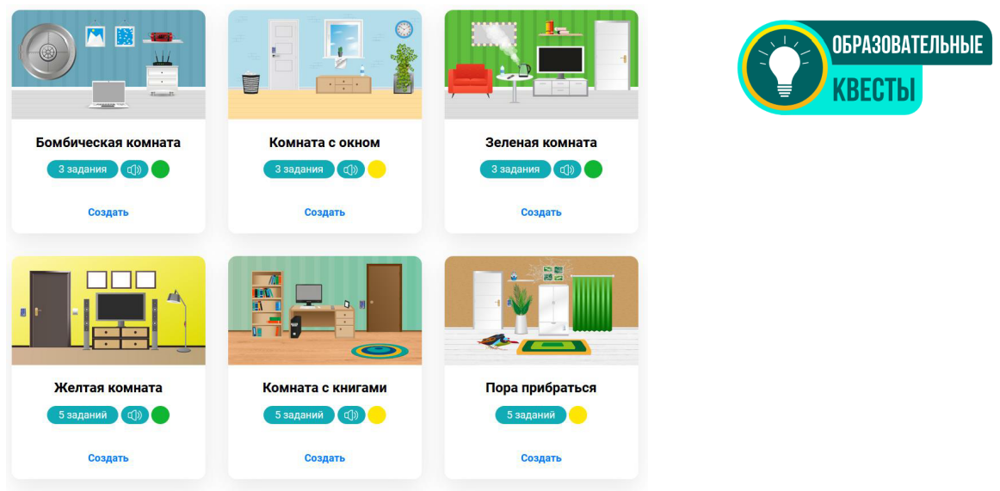 ОБРАЗОВАТЕЛЬНЫЕ
КВЕСТЫ
Бомбическая комната
3 задания
Создать
Комната с окном
3 задания
Создать
Зеленая комната
3 задания
Создать
Желтая комната
5 заданий
Создать
Комната с книгами
5 заданий
Создать
Пора прибраться
5 заданий
Создать